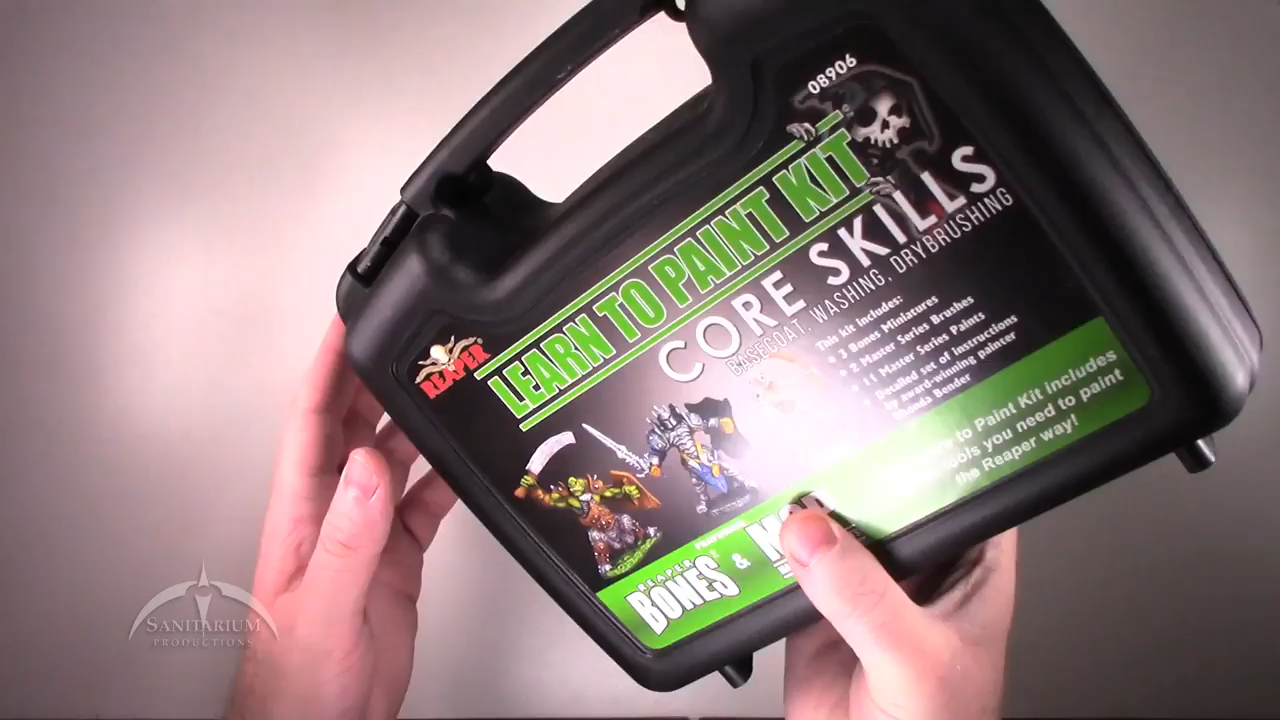 08906
REAPER
LEARN TO PAINT KIT
CORE SKILLS
BASECOAT, WASHING, DRYBRUSHING
This kit includes:
3 Bones Miniatures
2 Master Series Brushes
11 Master Series Paints
Detailed set of instructions
by award-winning painter
Rhonda Bender
to Paint Kit includes
tools you need to paint
the Reaper way!
FEATURING
REAPER
BONES &
SANITARIUM
PRODUCTIONS